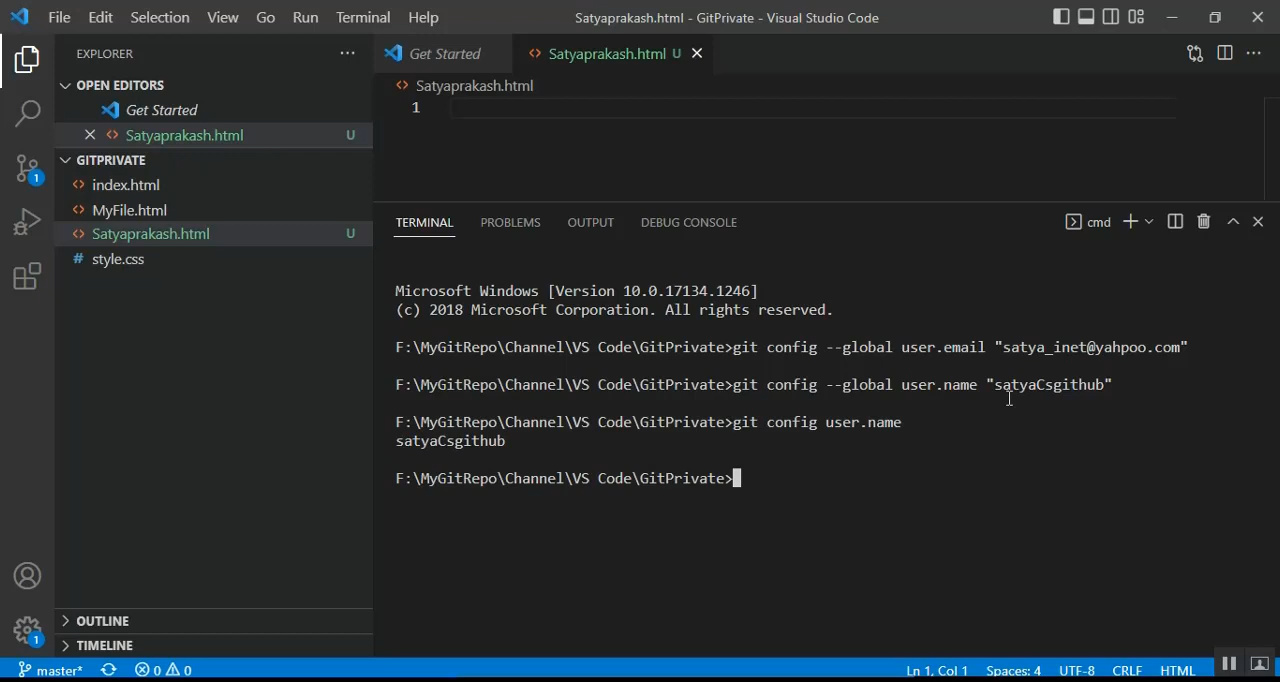 File Edit Selection View Go Run Terminal Help Satyaprakash.html - GitPrivate - Visual Studio Code
EXPLORER
Get Started Satyaprakash.html U
OPEN EDITORS
Satyaprakash.html
Get Started
1
Satyaprakash.html U
GITPRIVATE
index.html
MyFile.html
Satyaprakash.html U
style.css
TERMINAL PROBLEMS OUTPUT DEBUG CONSOLE cmd
Microsoft Windows [Version 10.0.17134.1246]
(c) 2018 Microsoft Corporation. All rights reserved.
F:\MyGitRepo\Channel\VS Code\GitPrivate>git config --global user.email "satya_inet@yahpoo.com"
F:\MyGitRepo\Channel\VS Code\GitPrivate>git config --global user.name "satyaCsgithub"
F:\MyGitRepo\Channel\VS Code\GitPrivate>git config user.name
satyaCsgithub
F:\MyGitRepo\Channel\VS Code\GitPrivate>
1
OUTLINE
1
TIMELINE
master* 0 0 Ln 1, Col 1 Spaces: 4 UTF-8 CRLF HTML